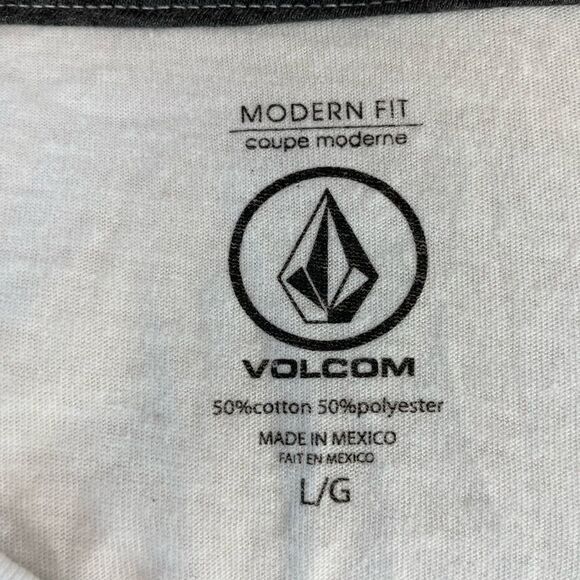 MODERN FIT
coupe moderne
VOLCOM
50%cotton 50%polyester
MADE IN MEXICO
FAIT EN MEXICO
L/G